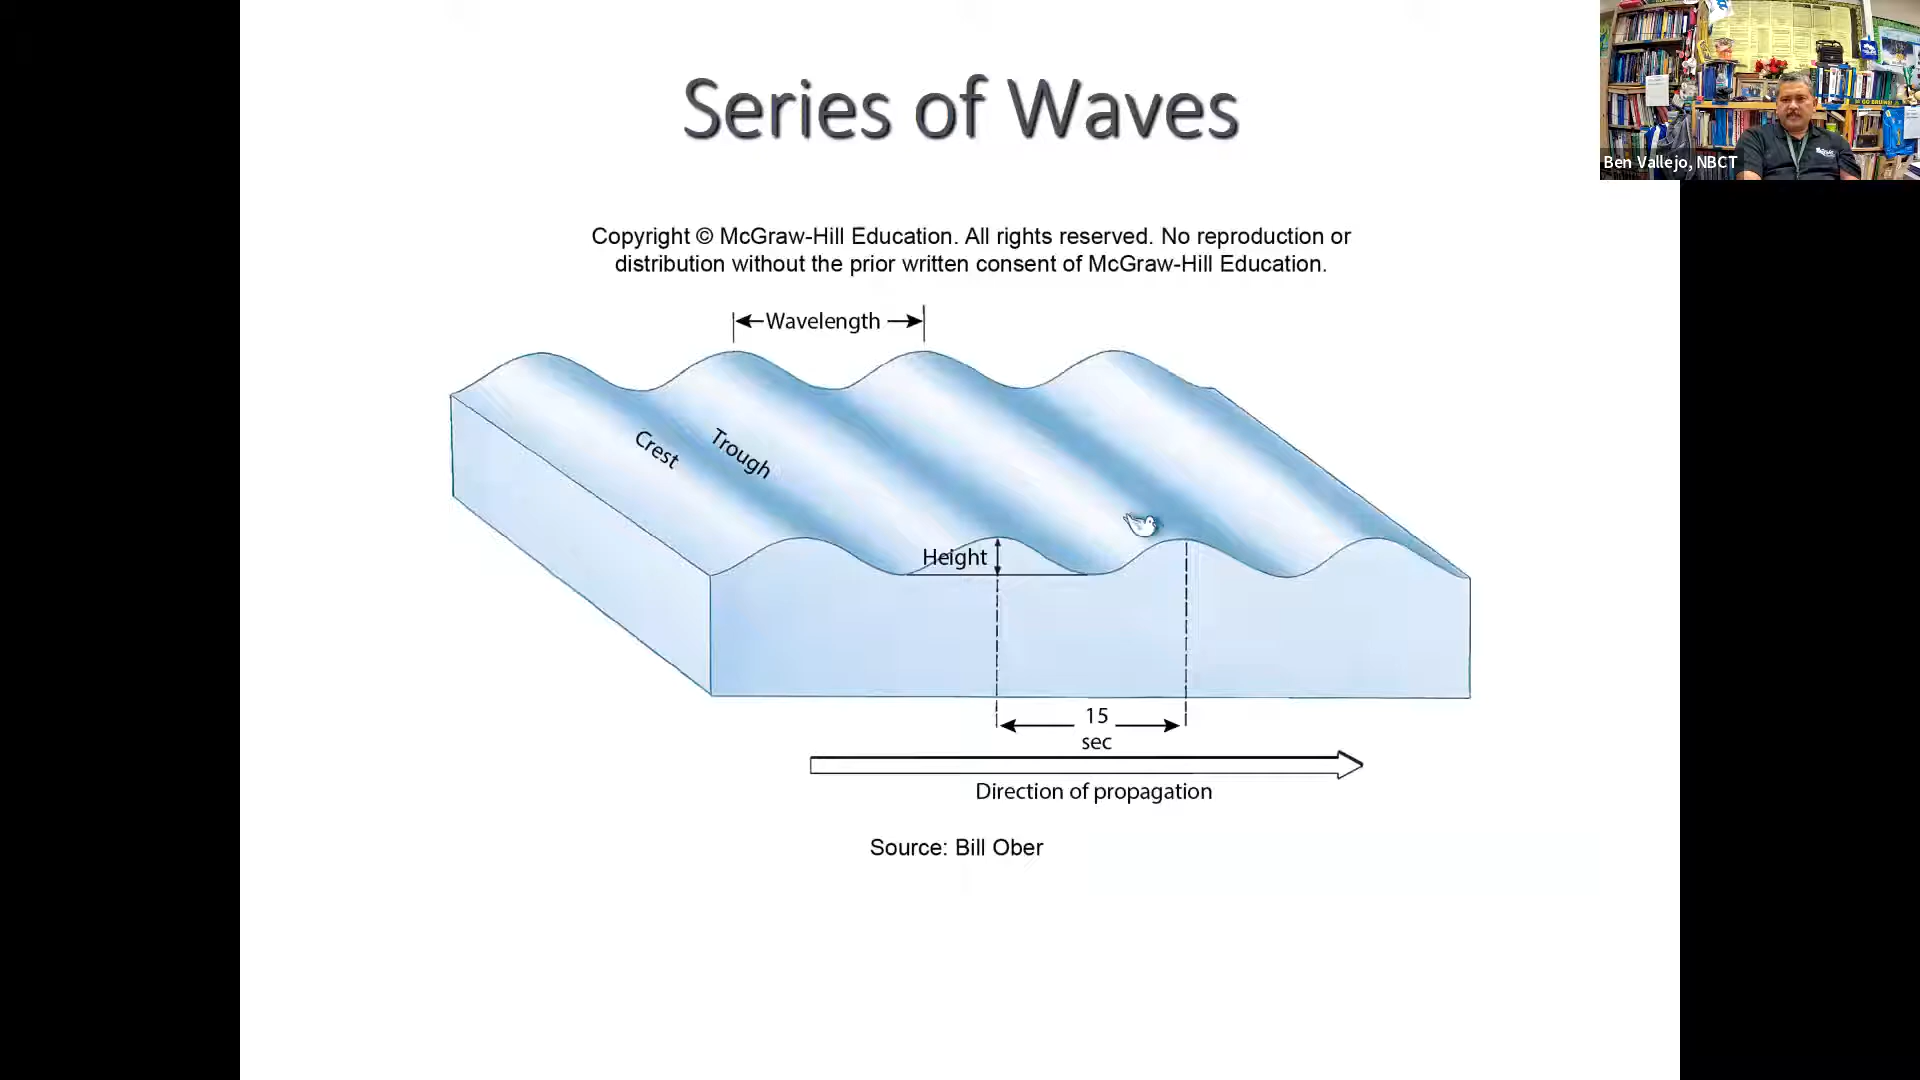 Series of Waves
Ben Vallejo, NBCT
GO BRUINS!
Copyright © McGraw-Hill Education. All rights reserved. No reproduction or
distribution without the prior written consent of McGraw-Hill Education.
Wavelength
Crest
Trough
Height
15
sec
Direction of propagation
Source: Bill Ober